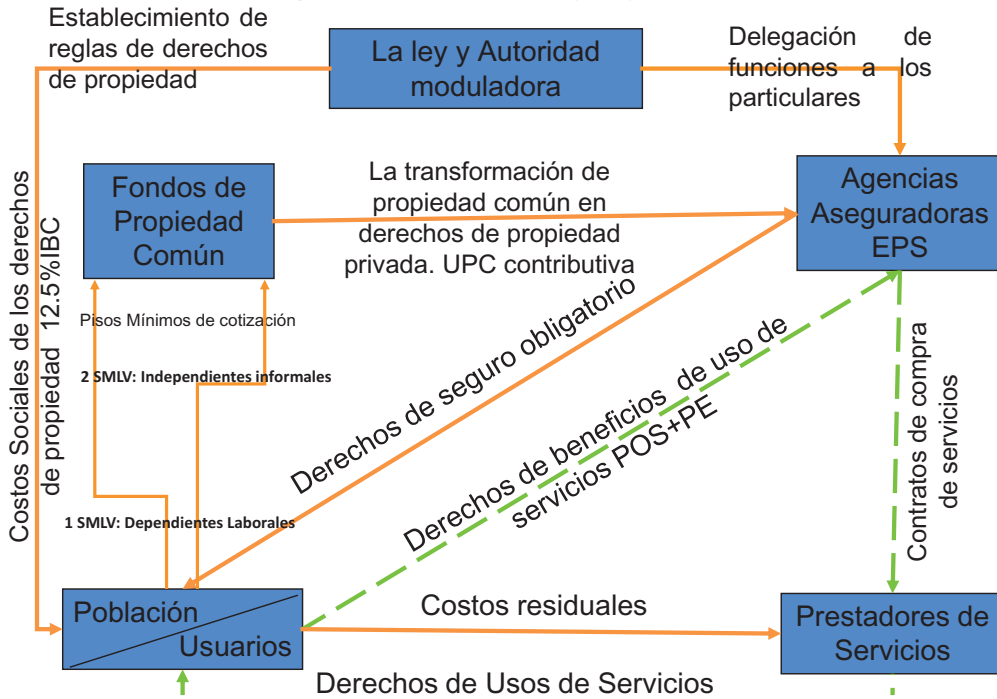 Establecimiento de
reglas de derechos
de propiedad
La ley y Autoridad
moduladora
Delegación de
funciones a los
particulares
Costos Sociales de los derechos
de propiedad 12.5%IBC
Fondos de
Propiedad
Común
La transformación de
propiedad común en
derechos de propiedad
privada. UPC contributiva
Agencias
Aseguradoras
EPS
Pisos Mínimos de cotización
2 SMLV: Independientes informales
1 SMLV: Dependientes Laborales
Derechos de seguro obligatorio
Derechos de beneficios de uso de
servicios POS+PE
Contratos de compra
de servicios
Población
Usuarios
Costos residuales
Prestadores de
Servicios
Derechos de Usos de Servicios